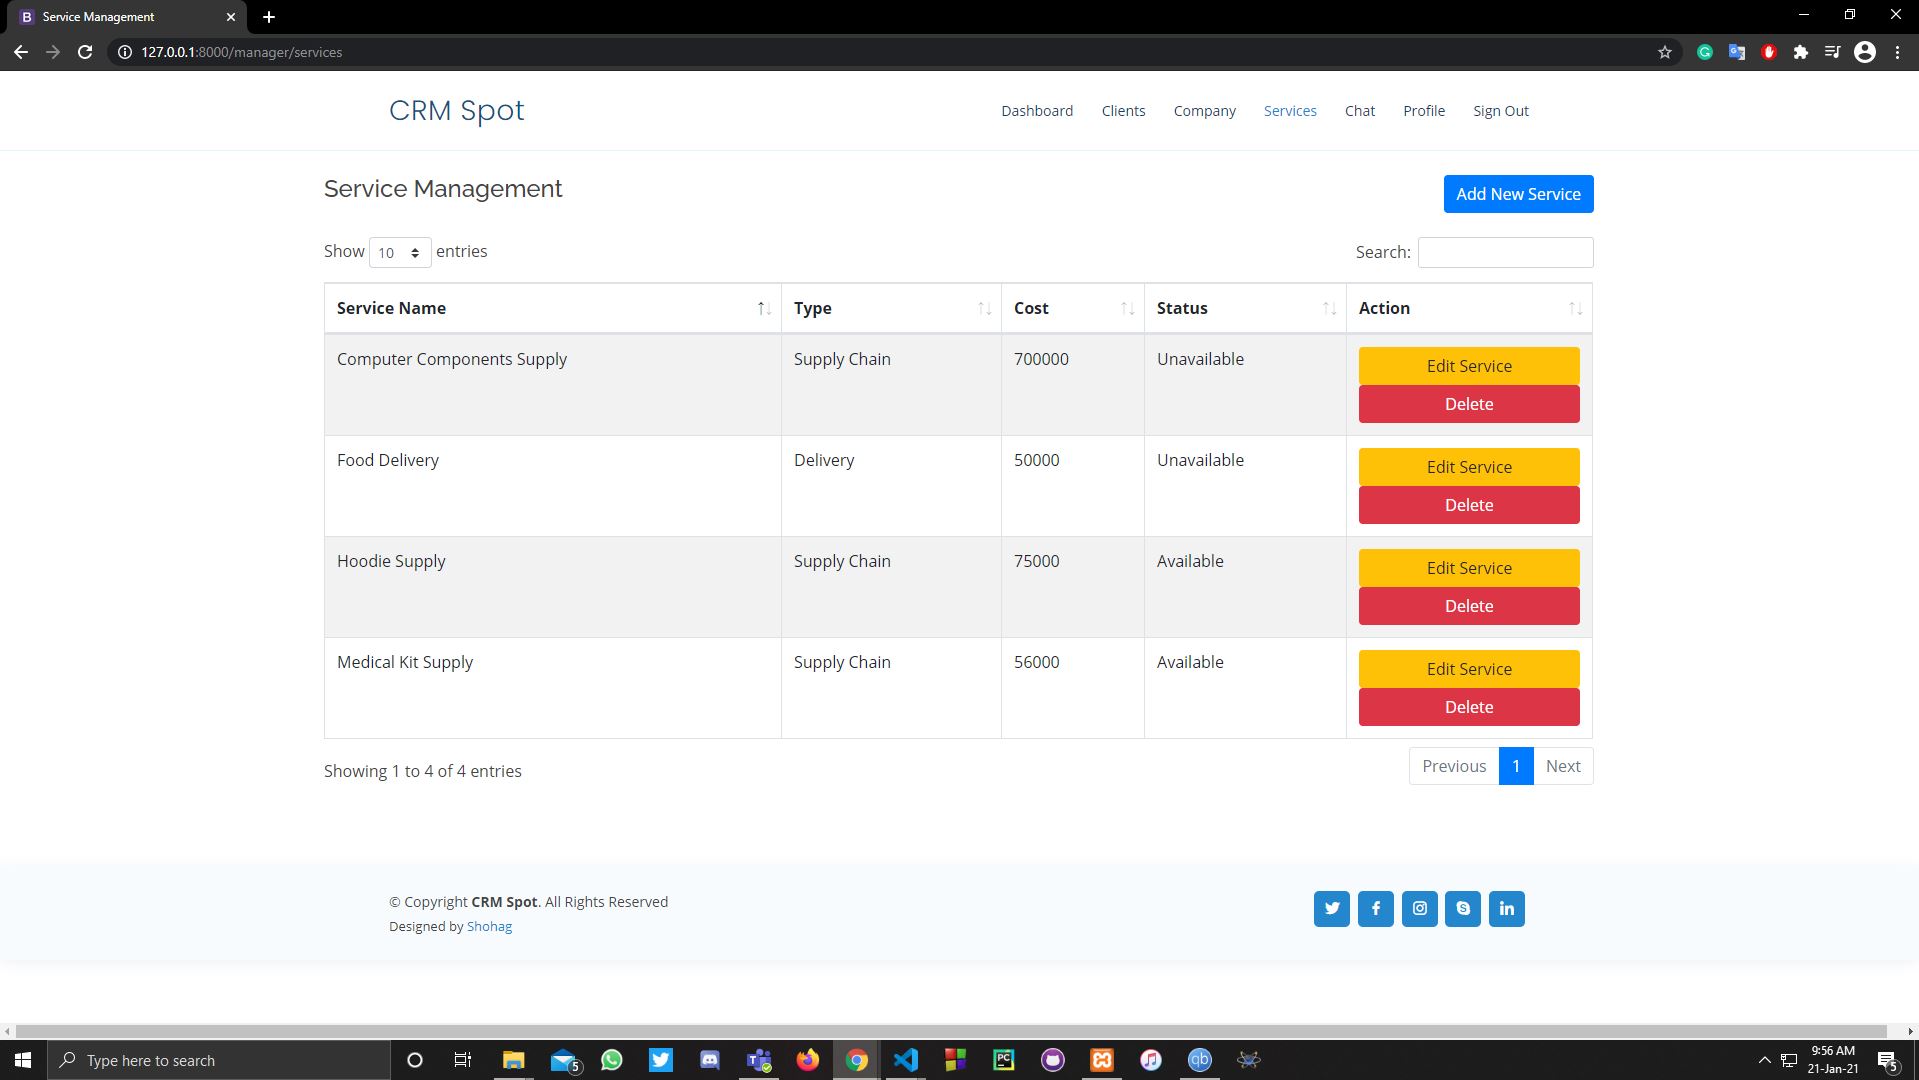 Service Management
127.0.0.1:8000/manager/services
CRM Spot
Dashboard Clients Company Services Chat Profile Sign Out
Service Management
Add New Service
Show 10 entries
Search:
Service Name Type Cost Status Action
Computer Components Supply Supply Chain 700000 Unavailable Edit Service
Delete
Food Delivery Delivery 50000 Unavailable Edit Service
Delete
Hoodie Supply Supply Chain 75000 Available Edit Service
Delete
Medical Kit Supply Supply Chain 56000 Available Edit Service
Delete
Showing 1 to 4 of 4 entries
Previous 1 Next
© Copyright CRM Spot. All Rights Reserved
Designed by Shohag
Type here to search
5
PC
qb
9:56 AM
21-Jan-21
5